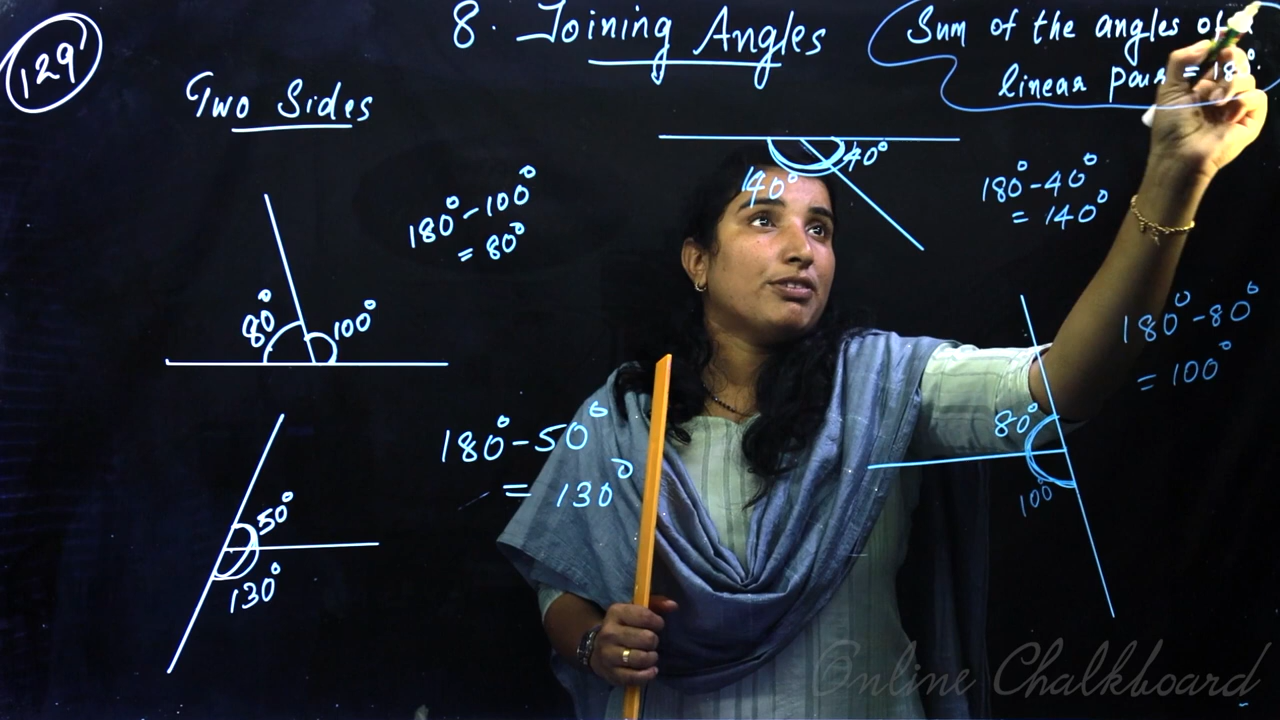 129
8. Joining Angles
Sum of the angles of a
linear pair = 180°.
Two Sides
180° - 100°
= 80°
80°
100°
140°
40°
180° - 40°
= 140°
180° - 80°
= 100°
80°
100°
180° - 50°
= 130°
50°
130°
Online Chalkboard